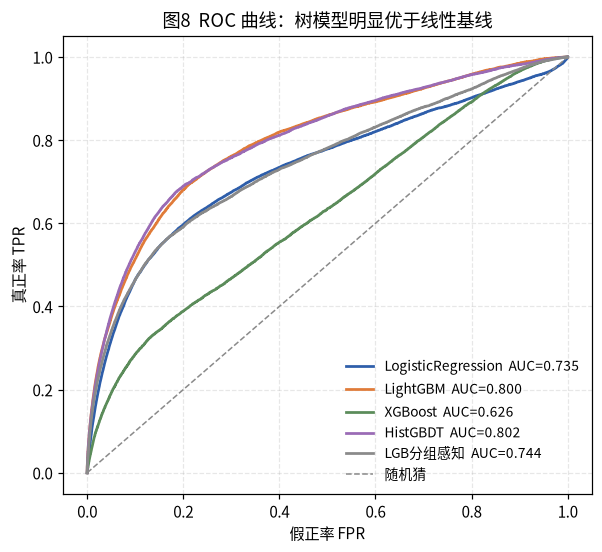 图8 ROC 曲线：树模型明显优于线性基线
1.0
0.8
0.6
0.4
0.2
0.0
真正率 TPR
LogisticRegression AUC=0.735
LightGBM AUC=0.800
XGBoost AUC=0.626
HistGBDT AUC=0.802
LGB分组感知 AUC=0.744
随机猜
0.0 0.2 0.4 0.6 0.8 1.0
假正率 FPR